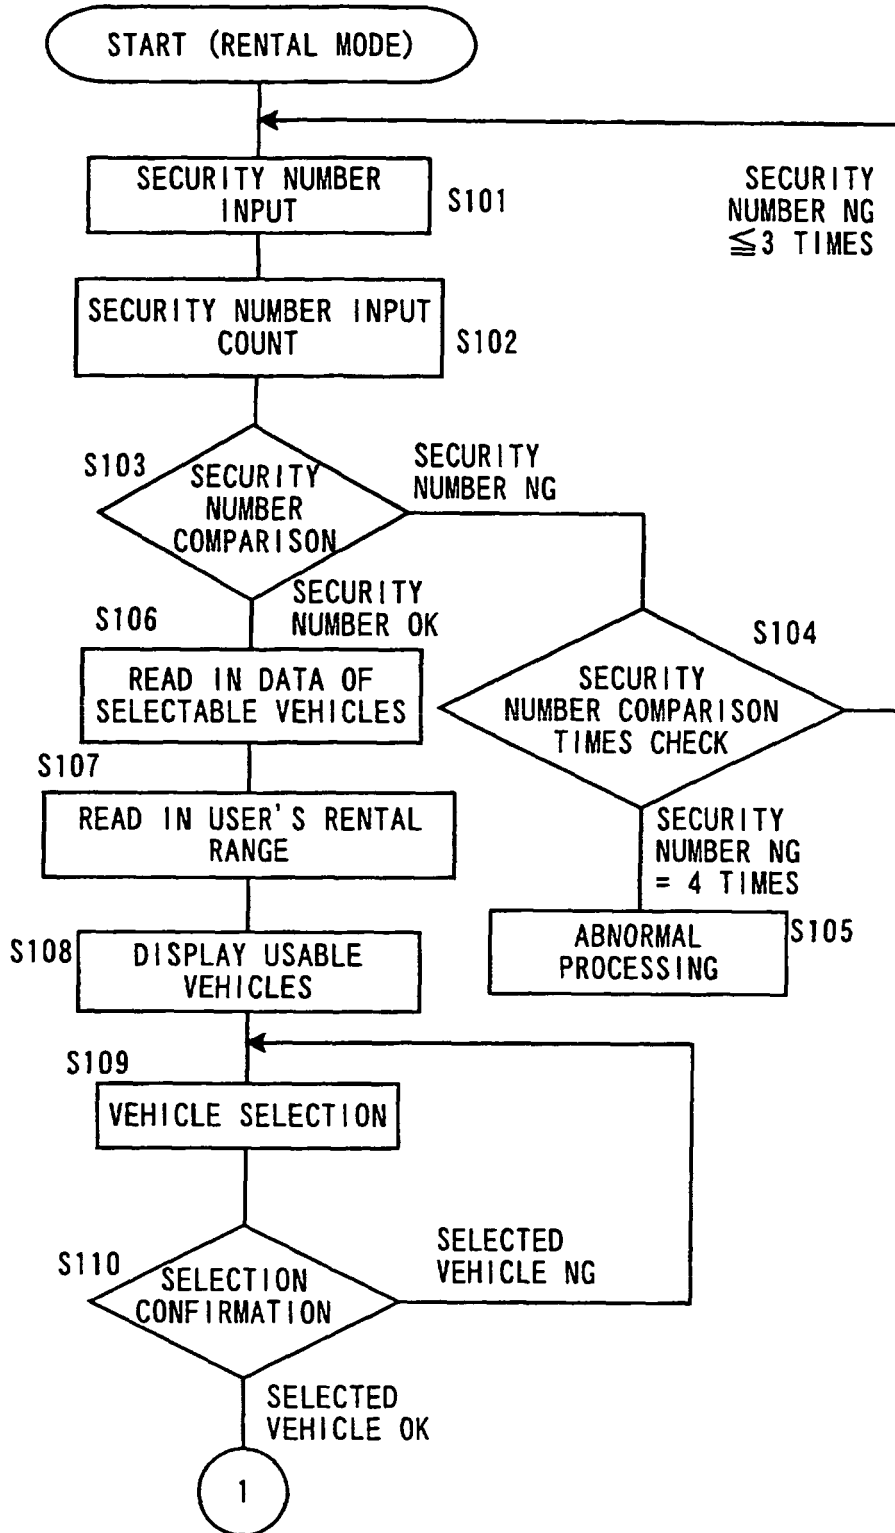 START (RENTAL MODE)
SECURITY NUMBER
INPUT
S101
SECURITY
NUMBER NG
≦3 TIMES
SECURITY NUMBER INPUT
COUNT
S102
S103
SECURITY
NUMBER
COMPARISON
SECURITY
NUMBER NG
SECURITY
NUMBER OK
S104
SECURITY
NUMBER COMPARISON
TIMES CHECK
S106
READ IN DATA OF
SELECTABLE VEHICLES
S107
READ IN USER'S RENTAL
RANGE
SECURITY
NUMBER NG
= 4 TIMES
S105
ABNORMAL
PROCESSING
S108
DISPLAY USABLE
VEHICLES
S109
VEHICLE SELECTION
S110
SELECTION
CONFIRMATION
SELECTED
VEHICLE NG
SELECTED
VEHICLE OK
1